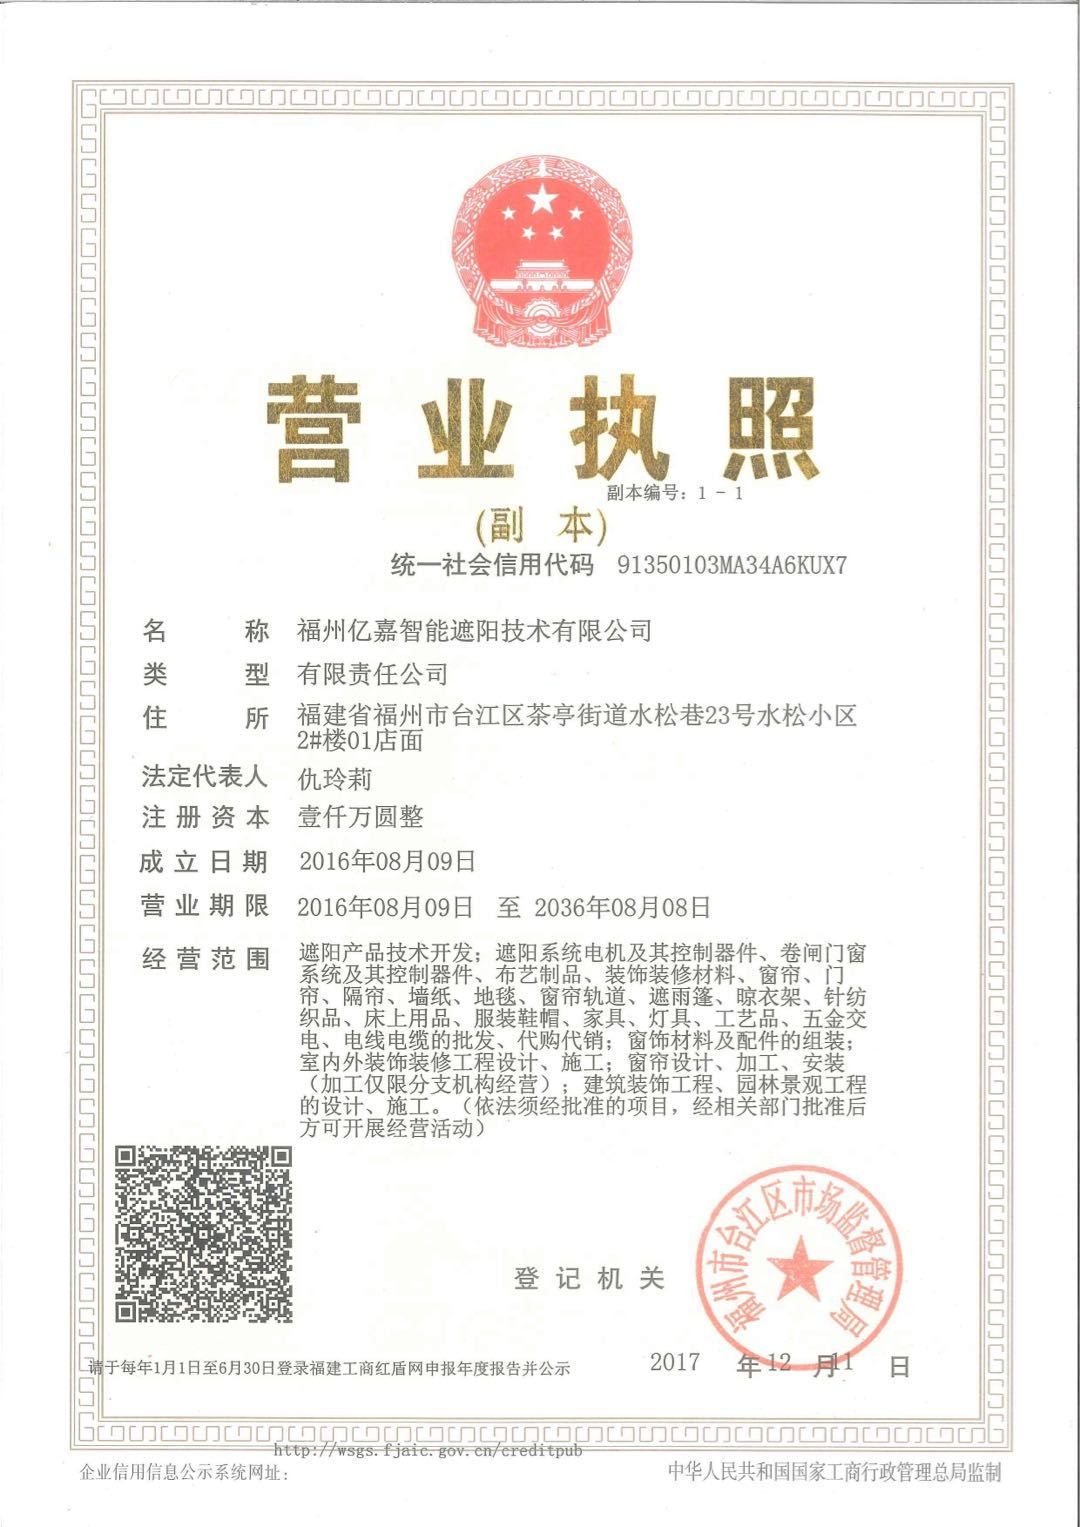 营业执照
副本编号：1－1
(副 本)
统一社会信用代码 91350103MA34A6KUX7
名 称 福州亿嘉智能遮阳技术有限公司
类 型 有限责任公司
住 所 福建省福州市台江区茶亭街道水松巷23号水松小区
2#楼01店面
法定代表人 仇玲莉
注册资本 壹仟万圆整
成立日期 2016年08月09日
营业期限 2016年08月09日 至 2036年08月08日
经营范围 遮阳产品技术开发；遮阳系统电机及其控制器件、卷闸门窗
系统及其控制器件、布艺制品、装饰装修材料、窗帘、门
帘、隔帘、墙纸、地毯、窗帘轨道、遮雨篷、晾衣架、针纺
织品、床上用品、服装鞋帽、家具、灯具、工艺品、五金交
电、电线电缆的批发、代购代销；窗饰材料及配件的组装；
室内外装饰装修工程设计、施工；窗帘设计、加工、安装
（加工仅限分支机构经营）；建筑装饰工程、园林景观工程
的设计、施工。（依法须经批准的项目，经相关部门批准后
方可开展经营活动）
福州市台江区市场监督管理局
登记机关
请于每年1月1日至6月30日登录福建工商红盾网申报年度报告并公示
2017 年 12 月 11 日
http://wsgs.fjaic.gov.cn/creditpub
企业信用信息公示系统网址：
中华人民共和国国家工商行政管理总局监制